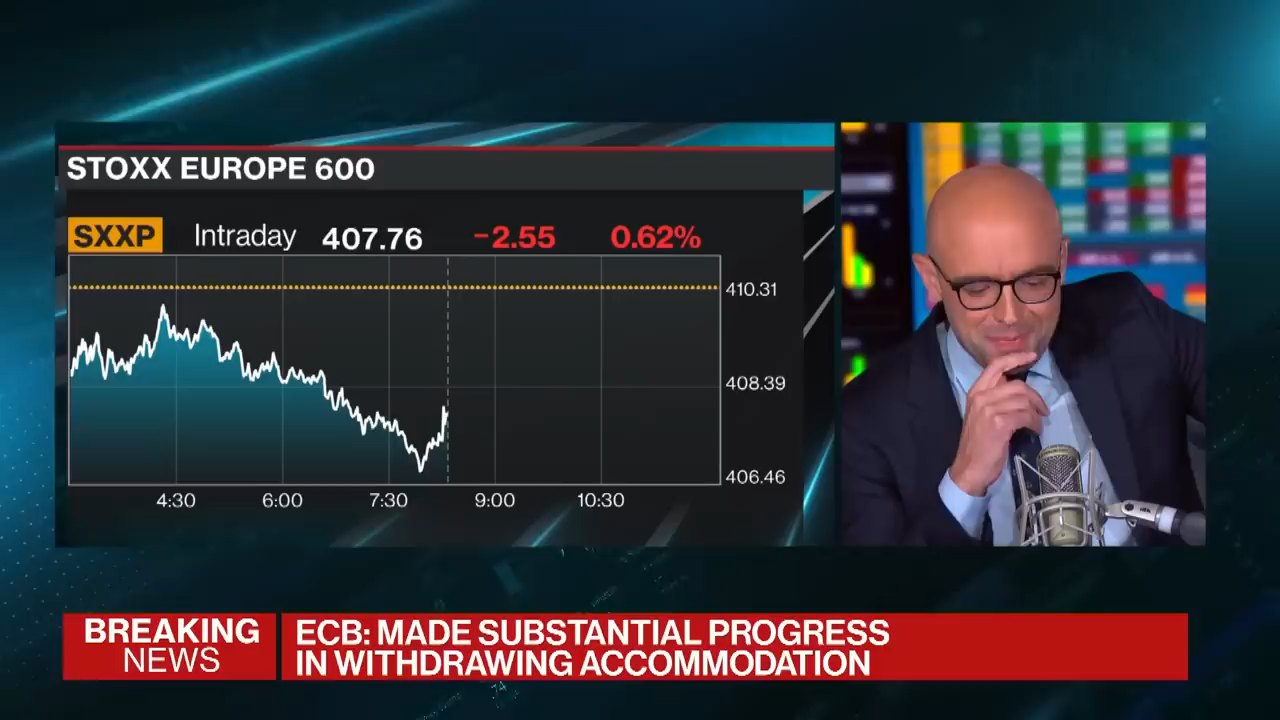 STOXX EUROPE 600
SXXP Intraday 407.76 -2.55 0.62%
410.31
408.39
406.46
4:30 6:00 7:30 9:00 10:30
BREAKING
NEWS
ECB: MADE SUBSTANTIAL PROGRESS
IN WITHDRAWING ACCOMMODATION